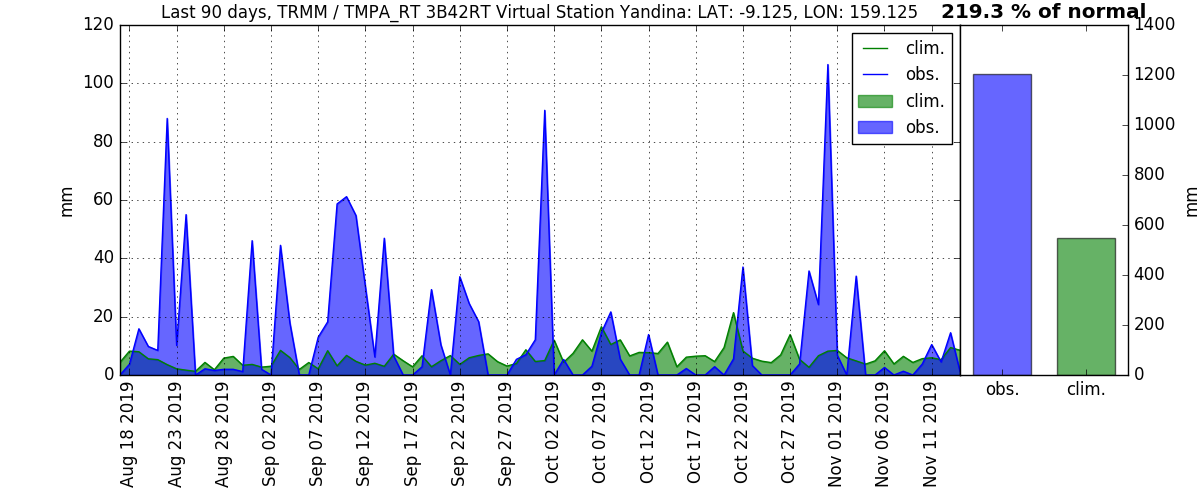 Last 90 days, TRMM / TMPA_RT 3B42RT Virtual Station Yandina: LAT: -9.125, LON: 159.125
219.3 % of normal
120
100
80
60
40
20
0
mm
clim.
obs.
clim.
obs.
1400
1200
1000
800
600
400
200
0
mm
obs.
clim.
Aug 18 2019
Aug 23 2019
Aug 28 2019
Sep 02 2019
Sep 07 2019
Sep 12 2019
Sep 17 2019
Sep 22 2019
Sep 27 2019
Oct 02 2019
Oct 07 2019
Oct 12 2019
Oct 17 2019
Oct 22 2019
Oct 27 2019
Nov 01 2019
Nov 06 2019
Nov 11 2019